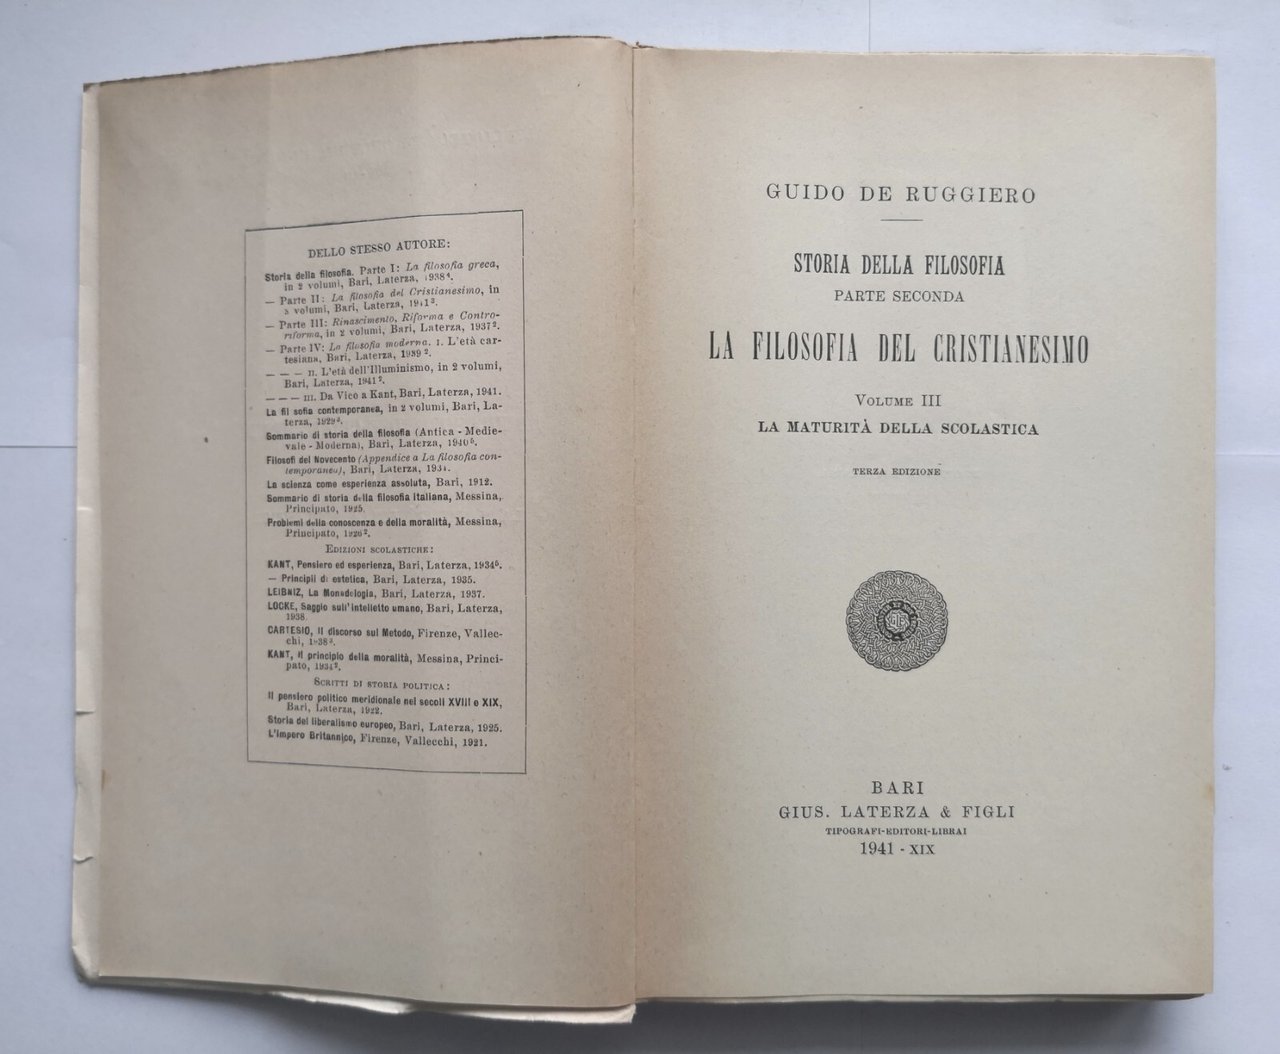 DELLO STESSO AUTORE:
Storia della filosofia. Parte I: La filosofia greca,
in 2 volumi, Bari, Laterza, 1938⁴.
— Parte II: La filosofia del Cristianesimo, in
3 volumi, Bari, Laterza, 1941³.
— Parte III: Rinascimento, Riforma e Contro-
riforma, in 2 volumi, Bari, Laterza, 1937².
— Parte IV: La filosofia moderna. I. L'età car-
tesiana, Bari, Laterza, 1939².
— — — II. L'età dell'Illuminismo, in 2 volumi,
Bari, Laterza, 1941².
— — — III. Da Vico a Kant, Bari, Laterza, 1941.
La fil sofia contemporanea, in 2 volumi, Bari, La-
terza, 1929
Sommario di storia della filosofia (Antica - Medie-
vale - Moderna), Bari, Laterza, 1940
Filosofi del Novecento (Appendice a La filosofia con-
temporanea), Bari, Laterza,
La scienza come esperienza assoluta, Bari, 1912.
Sommario di storia della filosofia italiana, Messina,
Principato, 1925.
Problemi della conoscenza e della moralità, Messina,
Principato,
EDIZIONI SCOLASTICHE:
KANT, Pensiero ed esperienza, Bari, Laterza, 1934
— Principii di estetica, Bari, Laterza, 1935.
LEIBNIZ, La Monadologia, Bari, Laterza, 1937.
LOCKE, Saggio sull'intelletto umano, Bari, Laterza,
1938.
CARTESIO, Il discorso sul Metodo, Firenze, Vallec-
chi, 1938
KANT, Il principio della moralità, Messina, Princi-
pato, 1934².
SCRITTI DI STORIA POLITICA:
Il pensiero politico meridionale nei secoli XVIII e XIX,
Bari, Laterza, 1922.
Storia del liberalismo europeo, Bari, Laterza, 1925.
L'Impero Britannico, Firenze, Vallecchi, 1921.
GUIDO DE RUGGIERO
STORIA DELLA FILOSOFIA
PARTE SECONDA
LA FILOSOFIA DEL CRISTIANESIMO
VOLUME III
LA MATURITÀ DELLA SCOLASTICA
TERZA EDIZIONE
BARI
GIUS. LATERZA & FIGLI
TIPOGRAFI-EDITORI-LIBRAI
1941 - XIX